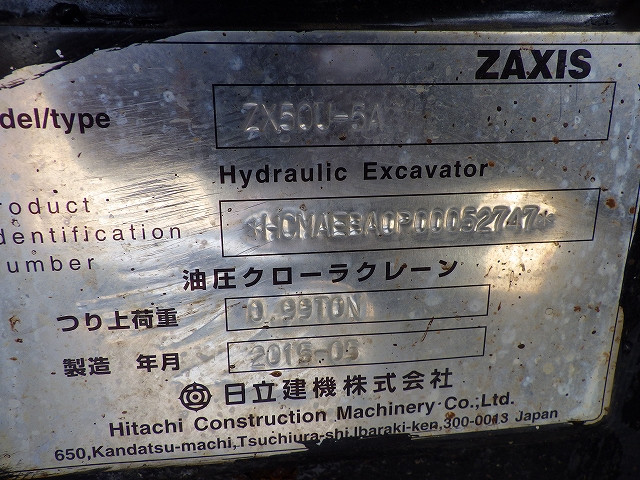 ZAXIS
del/type ZX50U-5A
Hydraulic Excavator
roduct
dentification *HCMAEBA0P00052747*
umber
油圧クローラクレーン
つり上荷重 0.99TON
製造 年月
日立建機株式会社
Hitachi Construction Machinery Co.,Ltd.
650,Kandatsu-machi,Tsuchiura-shi,Ibaraki-ken,300-0013 Japan